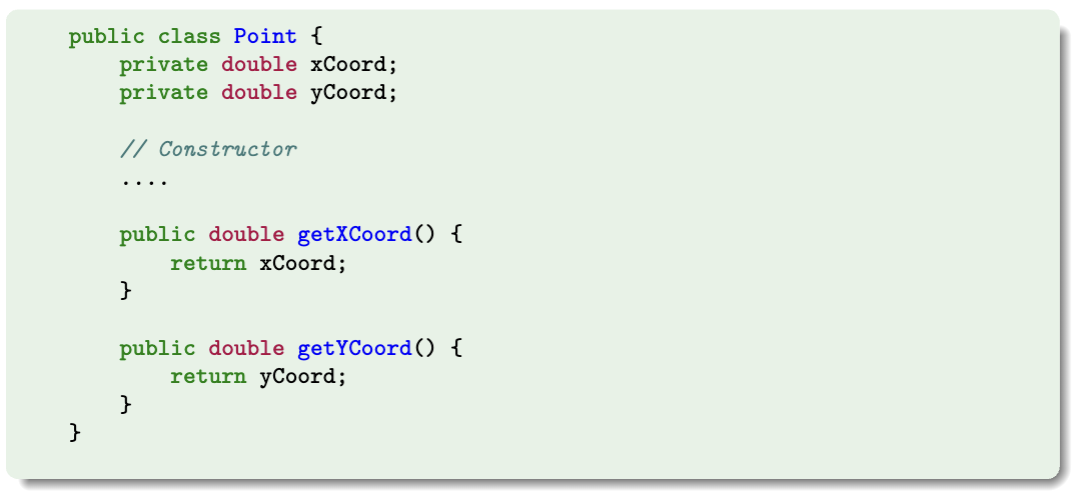 public class Point {
    private double xCoord;
    private double yCoord;

    // Constructor
    ....

    public double getXCoord() {
        return xCoord;
    }

    public double getYCoord() {
        return yCoord;
    }
}